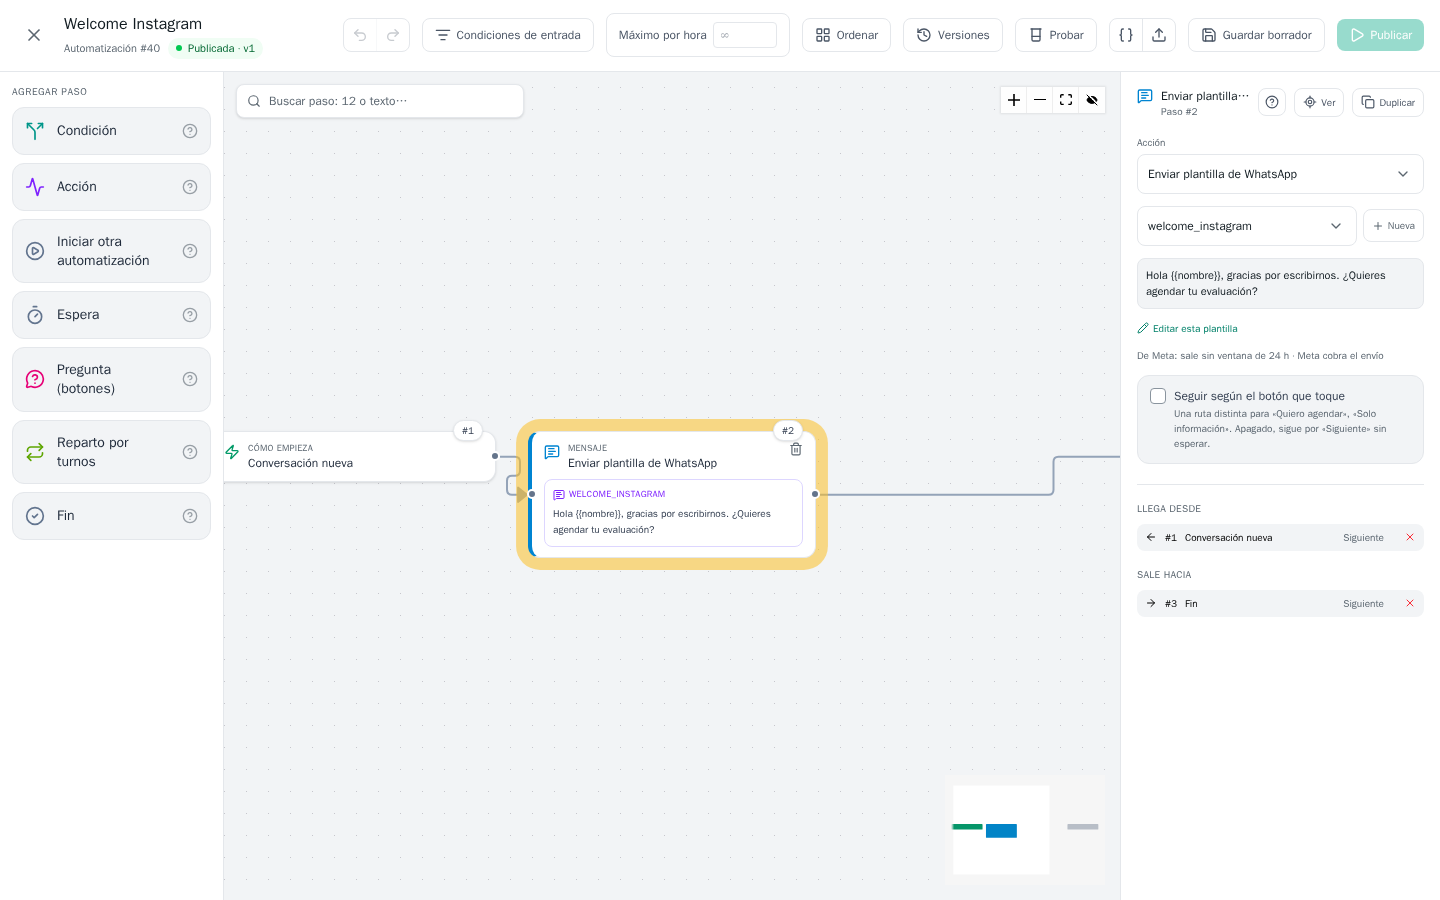 Welcome Instagram
Automatización #40
Publicada · v1
Condiciones de entrada
Máximo por hora
∞
Ordenar
Versiones
Probar
Guardar borrador
Publicar
AGREGAR PASO
Condición
Acción
Iniciar otra
automatización
Espera
Pregunta
(botones)
Reparto por
turnos
Fin
Buscar paso: 12 o texto···
#1
CÓMO EMPIEZA
Conversación nueva
#2
MENSAJE
Enviar plantilla de WhatsApp
WELCOME_INSTAGRAM
Hola {{nombre}}, gracias por escribirnos. ¿Quieres
agendar tu evaluación?
Enviar plantilla···
Paso #2
Ver
Duplicar
Acción
Enviar plantilla de WhatsApp
welcome_instagram
Nueva
Hola {{nombre}}, gracias por escribirnos. ¿Quieres
agendar tu evaluación?
Editar esta plantilla
De Meta: sale sin ventana de 24 h · Meta cobra el envío
Seguir según el botón que toque
Una ruta distinta para «Quiero agendar», «Solo
información». Apagado, sigue por «Siguiente» sin
esperar.
LLEGA DESDE
#1 Conversación nueva Siguiente
SALE HACIA
#3 Fin Siguiente